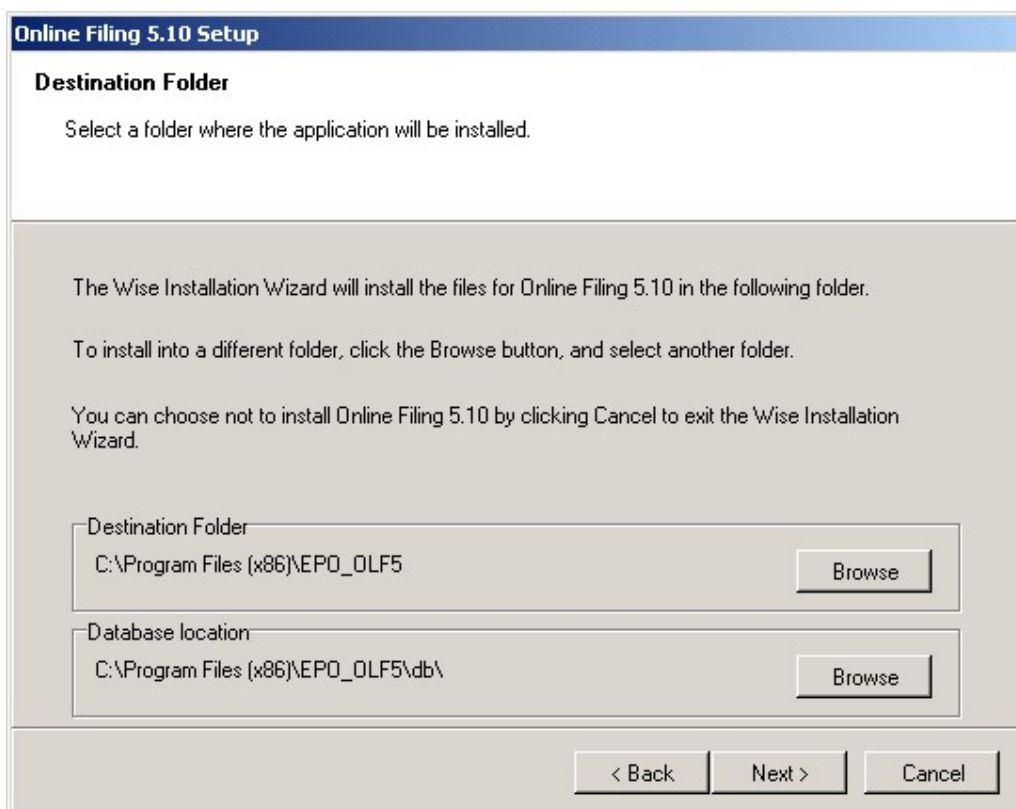 Online Filing 5.10 Setup
Destination Folder
Select a folder where the application will be installed.
The Wise Installation Wizard will install the files for Online Filing 5.10 in the following folder.
To install into a different folder, click the Browse button, and select another folder.
You can choose not to install Online Filing 5.10 by clicking Cancel to exit the Wise Installation
Wizard.
Destination Folder
C:\Program Files (x86)\EPO_OLF5
Browse
Database location
C:\Program Files (x86)\EPO_OLF5\db\
Browse
< Back
Next >
Cancel